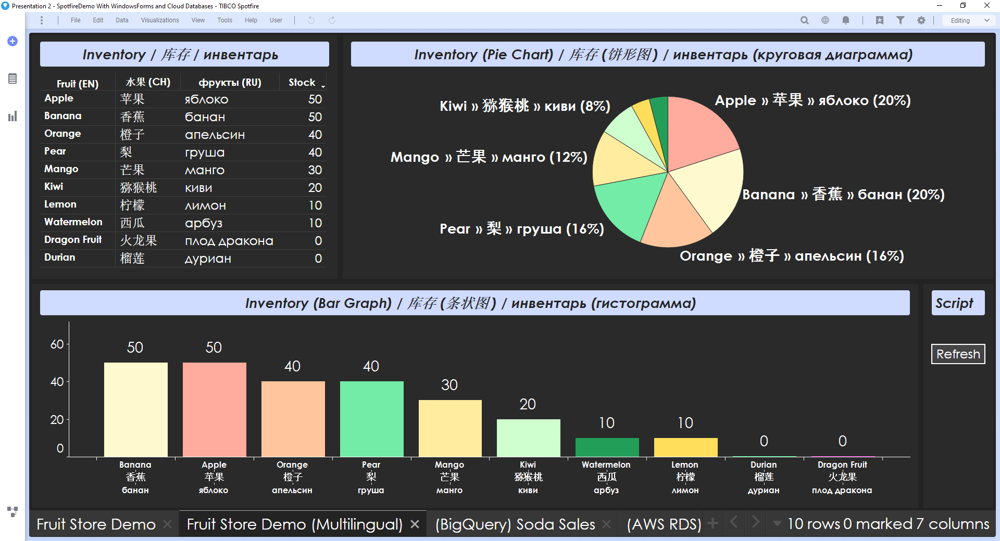 Presentation 2 - SpotfireDemo With WindowsForms and Cloud Databases - TIBCO Spotfire
File Edit Data Visualizations View Tools Help User Editing
Inventory / 库存 / инвентарь
Fruit (EN) 水果 (CH) фрукты (RU) Stock
Apple 苹果 яблоко 50
Banana 香蕉 банан 50
Orange 橙子 апельсин 40
Pear 梨 груша 40
Mango 芒果 манго 30
Kiwi 猕猴桃 киви 20
Lemon 柠檬 лимон 10
Watermelon 西瓜 арбуз 10
Dragon Fruit 火龙果 плод дракона 0
Durian 榴莲 дуриан 0
Inventory (Pie Chart) / 库存 (饼形图) / инвентарь (круговая диаграмма)
Apple » 苹果 » яблоко (20%)
Kiwi » 猕猴桃 » киви (8%)
Mango » 芒果 » манго (12%)
Banana » 香蕉 » банан (20%)
Pear » 梨 » груша (16%)
Orange » 橙子 » апельсин (16%)
Inventory (Bar Graph) / 库存 (条状图) / инвентарь (гистограмма)
60
40
20
0
50 50 40 40 30 20 10 10 0 0
Banana Apple Orange Pear Mango Kiwi Watermelon Lemon Durian Dragon Fruit
香蕉 苹果 橙子 梨 芒果 猕猴桃 西瓜 柠檬 榴莲 火龙果
банан яблоко апельсин груша манго киви арбуз лимон дуриан плод дракона
Script
Refresh
Fruit Store Demo Fruit Store Demo (Multilingual) (BigQuery) Soda Sales (AWS RDS) 10 rows 0 marked 7 columns